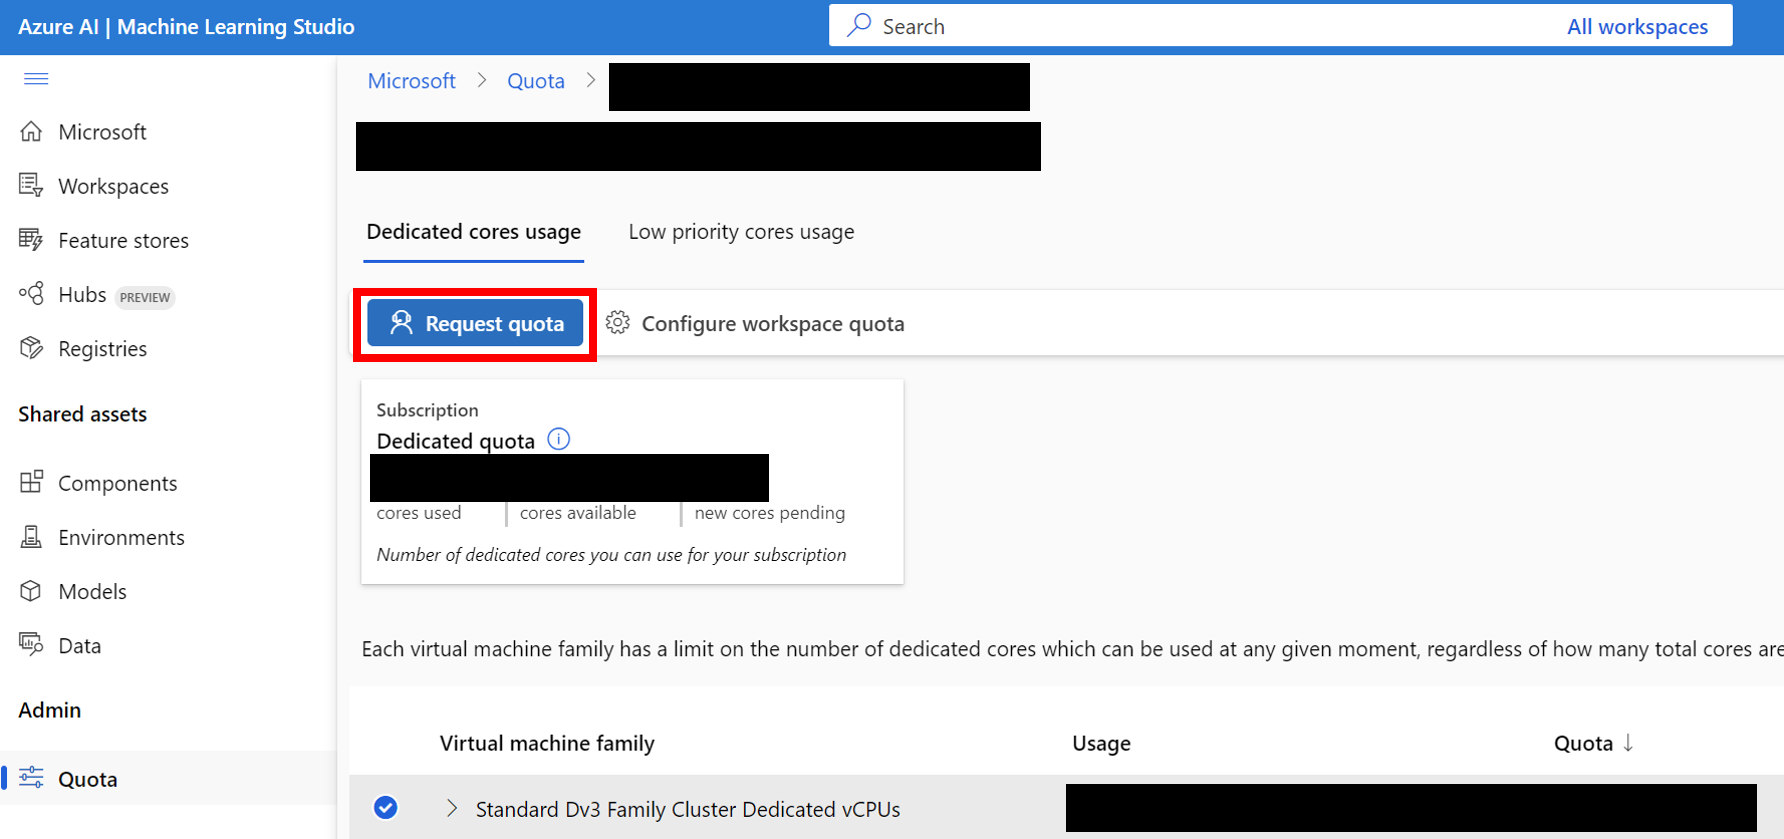 Azure AI | Machine Learning Studio
Search
All workspaces
Microsoft
Workspaces
Feature stores
Hubs PREVIEW
Registries
Shared assets
Components
Environments
Models
Data
Admin
Quota
Microsoft > Quota >
Dedicated cores usage
Low priority cores usage
Request quota
Configure workspace quota
Subscription
Dedicated quota
cores used
cores available
new cores pending
Number of dedicated cores you can use for your subscription
Each virtual machine family has a limit on the number of dedicated cores which can be used at any given moment, regardless of how many total cores are
Virtual machine family
Usage
Quota ↓
Standard Dv3 Family Cluster Dedicated vCPUs